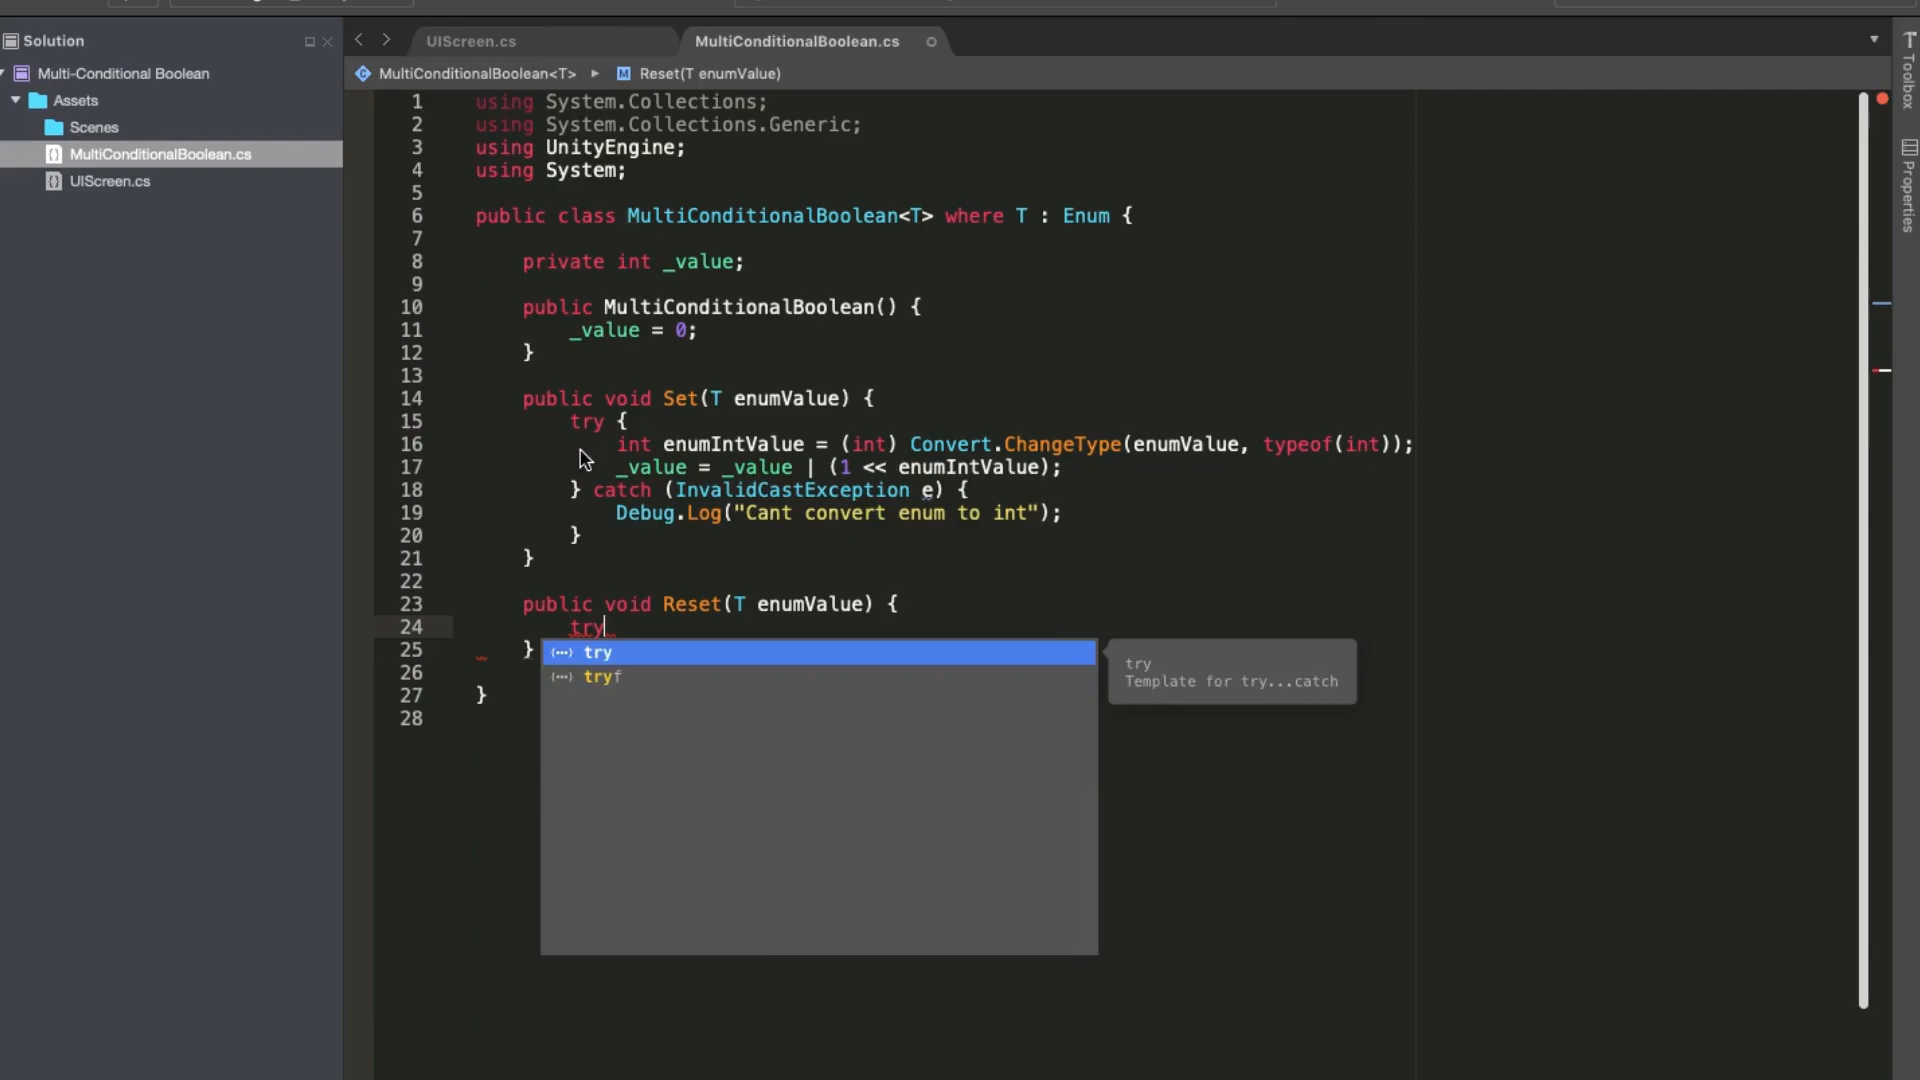 Solution
UIScreen.cs
MultiConditionalBoolean.cs
Multi-Conditional Boolean
MultiConditionalBoolean<T>
Reset(T enumValue)
Assets
Scenes
MultiConditionalBoolean.cs
UIScreen.cs
Toolbox
Properties
1 using System.Collections;
2 using System.Collections.Generic;
3 using UnityEngine;
4 using System;
5
6 public class MultiConditionalBoolean<T> where T : Enum {
7
8 private int _value;
9
10 public MultiConditionalBoolean() {
11 _value = 0;
12 }
13
14 public void Set(T enumValue) {
15 try {
16 int enumIntValue = (int) Convert.ChangeType(enumValue, typeof(int));
17 _value = _value | (1 << enumIntValue);
18 } catch (InvalidCastException e) {
19 Debug.Log("Cant convert enum to int");
20 }
21 }
22
23 public void Reset(T enumValue) {
24 try
25 }
26
27 }
28
try
tryf
try
Template for try...catch